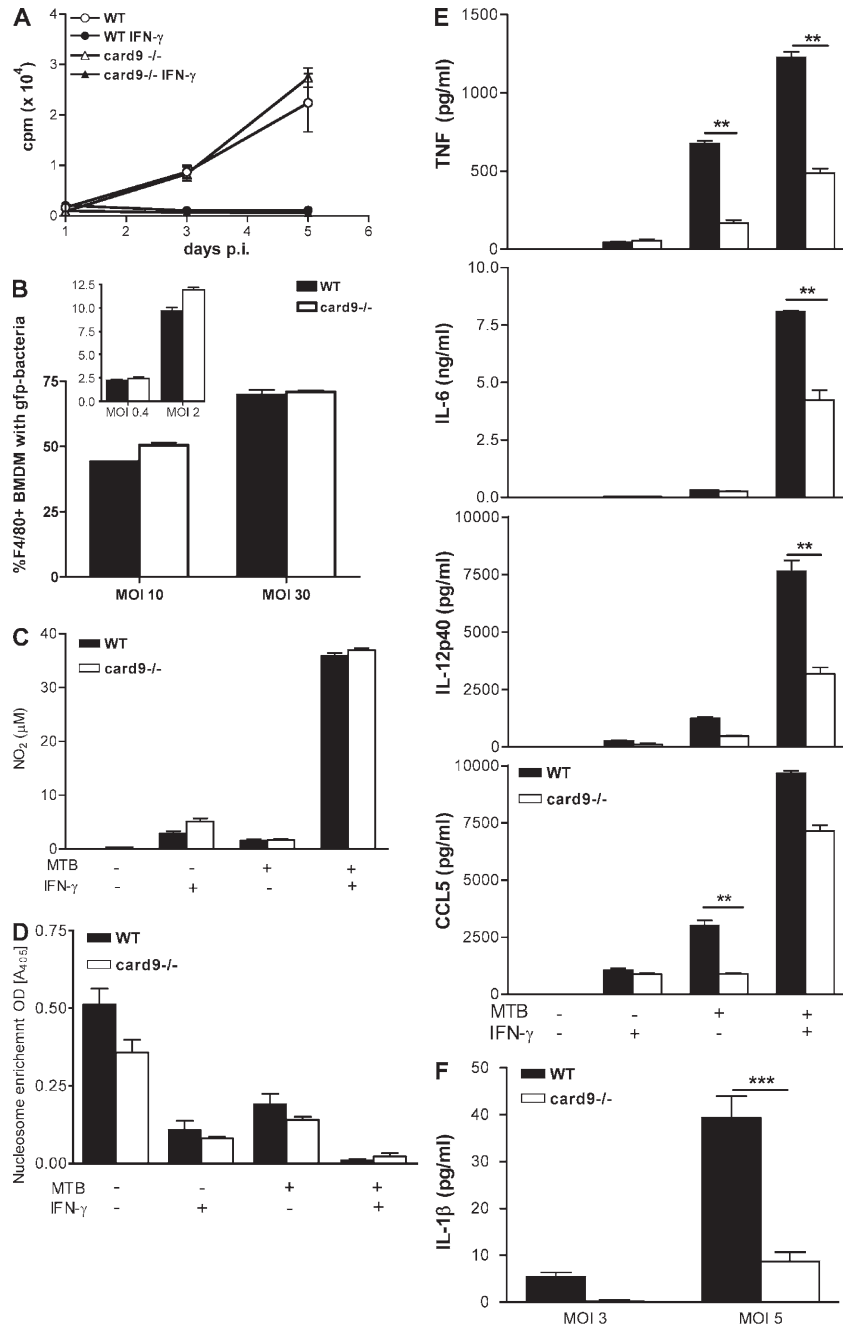 A
WT
WT IFN-γ
card9 -/-
card9-/- IFN-γ
cpm (x 10⁴)
4
3
2
1
0
1 2 3 4 5 6
days p.i.
B
WT
card9-/-
%F4/80+ BMDM with gfp-bacteria
12.5
10.0
7.5
5.0
2.5
0.0
MOI 0.4 MOI 2
75
50
25
0
MOI 10 MOI 30
C
WT
card9-/-
NO₂ (μM)
40
30
20
10
0
MTB - - + +
IFN-γ - + - +
D
WT
card9-/-
Nucleosome enrichemnt OD [A₄₀₅]
0.75
0.50
0.25
0.00
MTB - - + +
IFN-γ - + - +
E
TNF (pg/ml)
1500
1000
500
0
**
**
IL-6 (ng/ml)
10.0
7.5
5.0
2.5
0.0
**
IL-12p40 (pg/ml)
10000
7500
5000
2500
0
**
CCL5 (pg/ml)
WT
card9-/-
10000
7500
5000
2500
0
**
MTB - - + +
IFN-γ - + - +
F
WT
card9-/-
IL-1β (pg/ml)
50
40
30
20
10
0
***
MOI 3 MOI 5